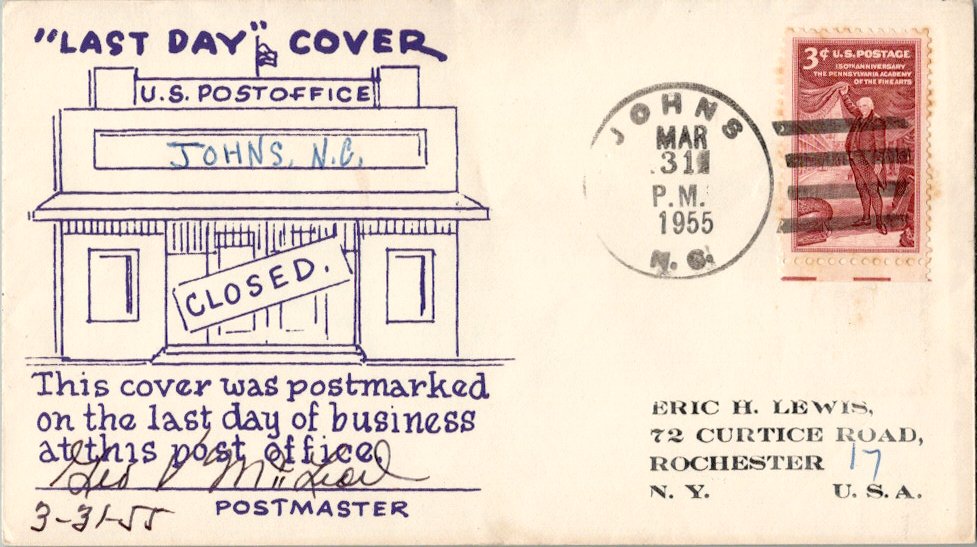 "LAST DAY" COVER
U.S. POSTOFFICE
JOHNS, N.C.
CLOSED.
This cover was postmarked
on the last day of business
at this post office.
Geo
POSTMASTER
3-31-55
JOHNS
MAR
31
P.M.
1955
N. C.
3¢ U.S. POSTAGE
150TH ANNIVERSARY
THE PENNSYLVANIA ACADEMY
OF THE FINE ARTS
ERIC H. LEWIS,
72 CURTICE ROAD,
ROCHESTER 17
N. Y. U. S. A.